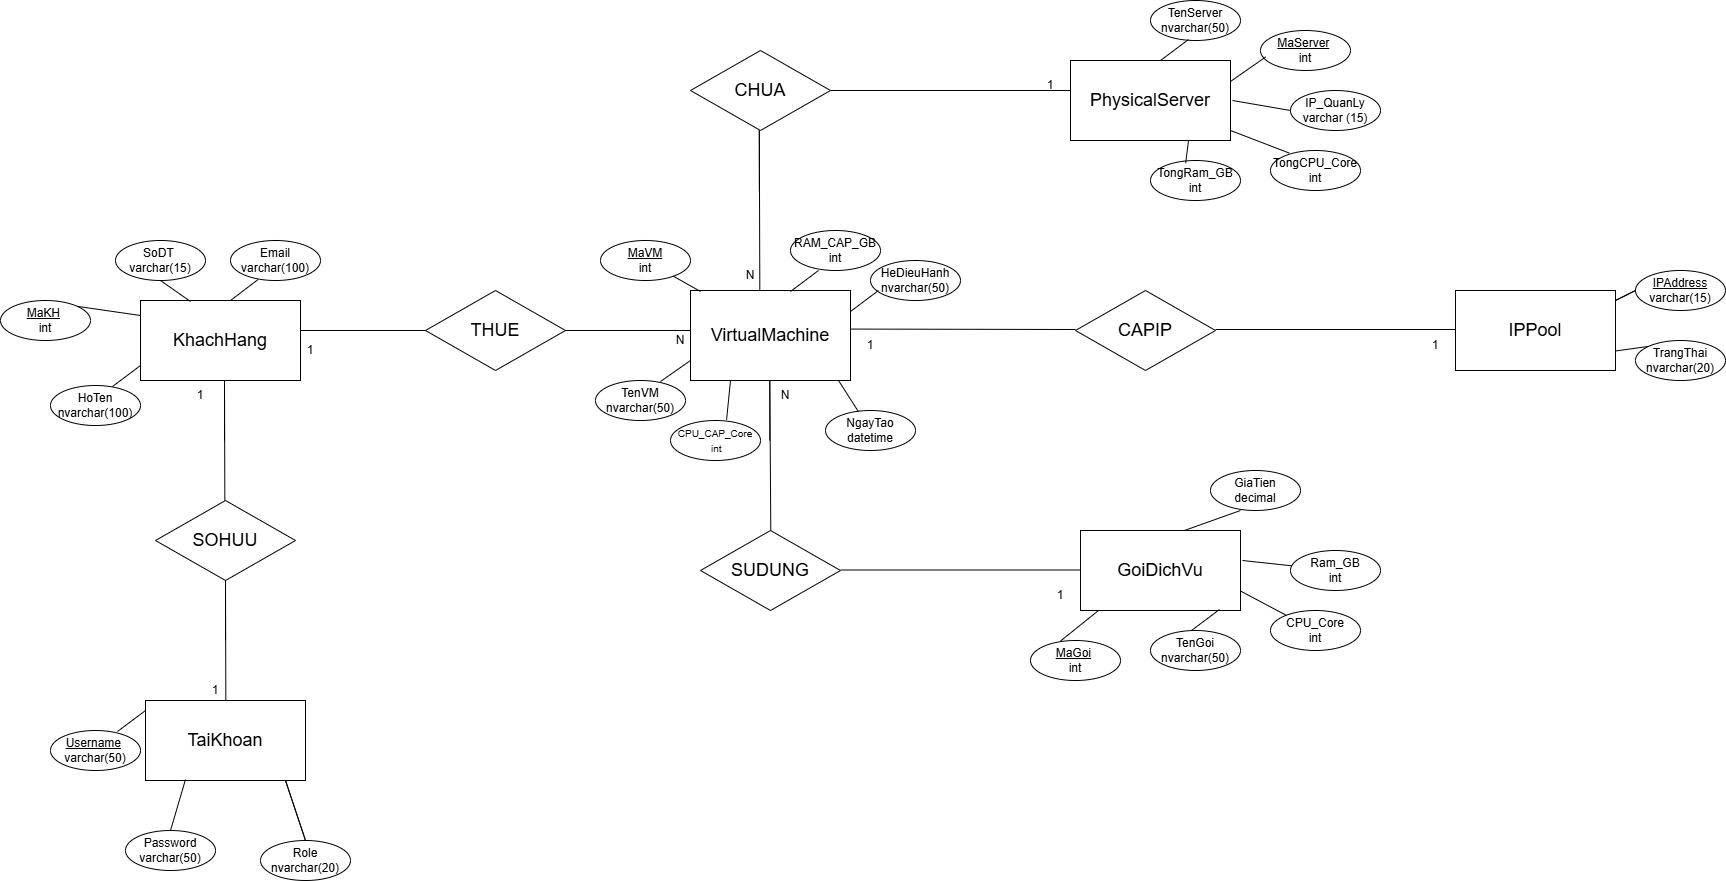 TenServer
nvarchar(50)
MaServer
int
CHUA
1
PhysicalServer
IP_QuanLy
varchar (15)
TongCPU_Core
int
TongRam_GB
int
SoDT
varchar(15)
Email
varchar(100)
MaVM
int
RAM_CAP_GB
int
N
HeDieuHanh
nvarchar(50)
IPAddress
varchar(15)
MaKH
int
KhachHang
THUE
VirtualMachine
CAPIP
IPPool
1
N
1
1
TrangThai
nvarchar(20)
HoTen
nvarchar(100)
1
TenVM
nvarchar(50)
N
CPU_CAP_Core
int
NgayTao
datetime
GiaTien
decimal
SOHUU
SUDUNG
GoiDichVu
Ram_GB
int
1
CPU_Core
int
MaGoi
int
TenGoi
nvarchar(50)
1
TaiKhoan
Username
varchar(50)
Password
varchar(50)
Role
nvarchar(20)